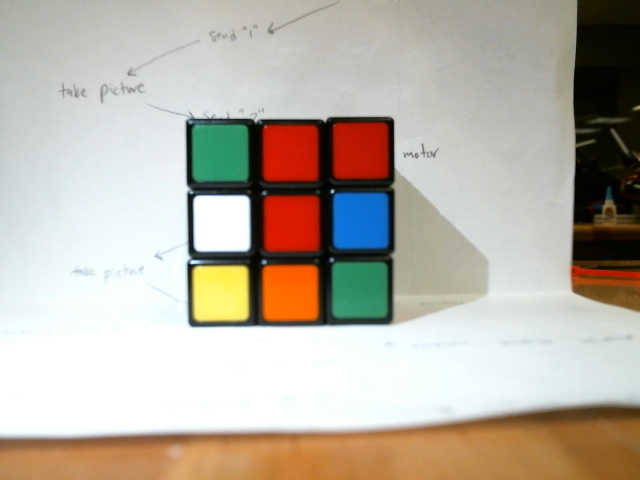 send "1"
take picture
send "2"
motor
take picture